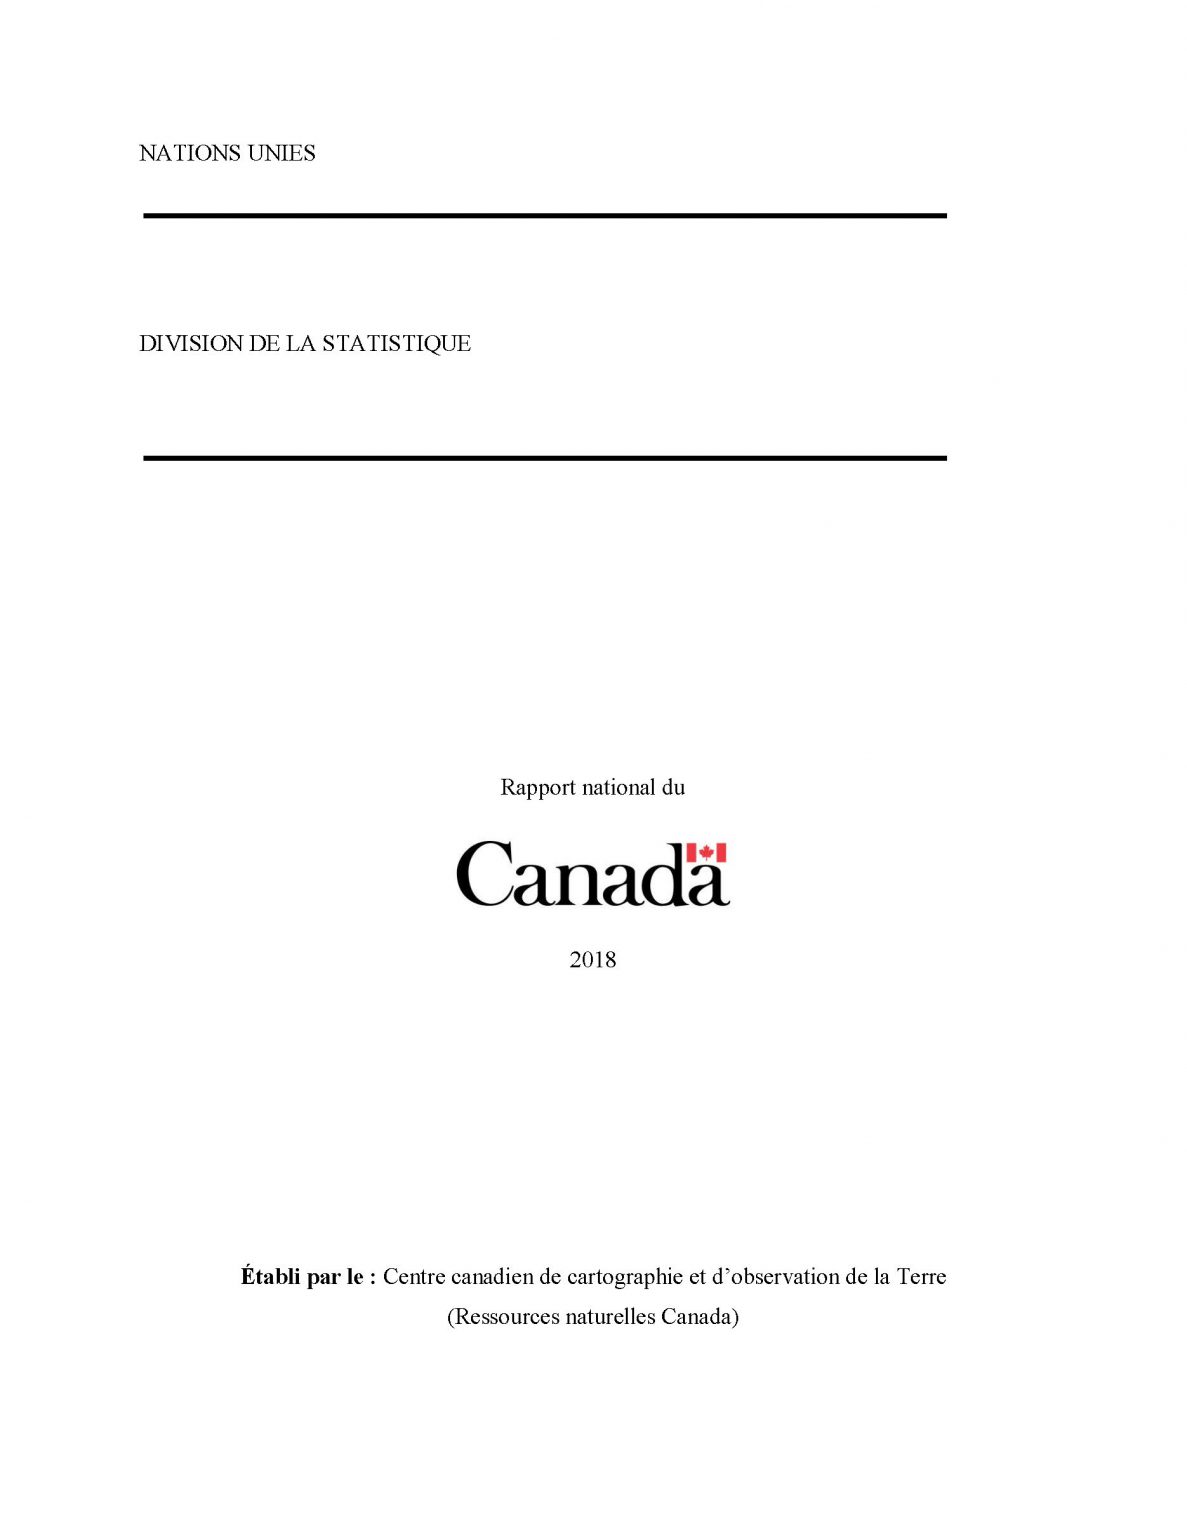 NATIONS UNIES
DIVISION DE LA STATISTIQUE
Rapport national du
Canada
2018
Établi par le : Centre canadien de cartographie et d’observation de la Terre
(Ressources naturelles Canada)